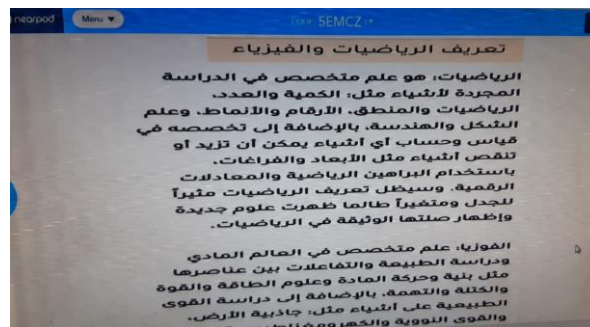 nearpod
Menu
CODE: 5EMCZ
تعريف الرياضيات والفيزياء
الرياضيات: هو علم متخصص في الدراسة
المجردة لأشياء مثل: الكمية والعدد،
الرياضيات والمنطق، الأرقام والأنماط، وعلم
الشكل والهندسة، بالإضافة إلى تخصصه في
قياس وحساب أي أشياء يمكن أن تزيد أو
تنقص أشياء مثل الأبعاد والفراغات،
باستخدام البراهين الرياضية والمعادلات
الرقمية. وسيظل تعريف الرياضيات مثيراً
للجدل ومتغيراً طالما ظهرت علوم جديدة
وإظهار صلتها الوثيقة في الرياضيات.
الفوزيا: علم متخصص في العالم المادي
ودراسة الطبيعة والتفاعلات بين عناصرها
مثل بنية وحركة المادة وعلوم الطاقة والقوة
والكتلة والتهمة، بالإضافة إلى دراسة القوى
الطبيعية على أشياء مثل: جاذبية الأرض،
والقوى النووية